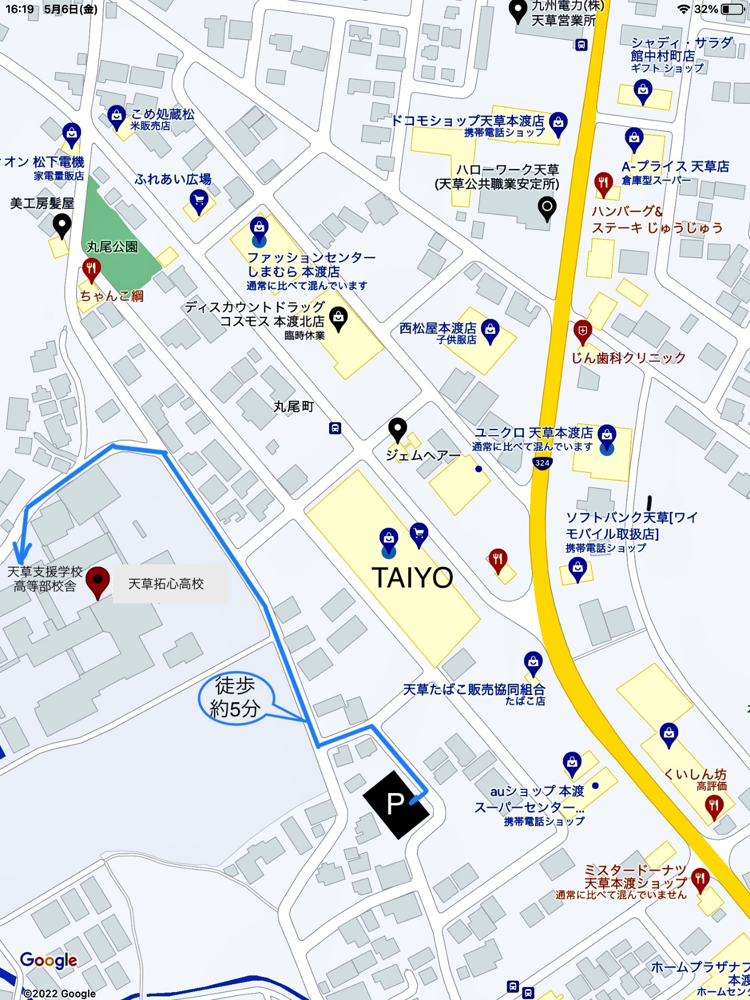 16:19 5月6日(金)
32%
九州電力(株)
天草営業所
シャディ・サラダ
館中村町店
ギフト ショップ
こめ処蔵松
米販売店
ドコモショップ天草本渡店
携帯電話ショップ
オン 松下電機
家電量販店
ふれあい広場
ハローワーク天草
(天草公共職業安定所)
A-プライス 天草店
倉庫型スーパー
美工房髪屋
ハンバーグ&
ステーキ じゅうじゅう
丸尾公園
ファッションセンター
しまむら 本渡店
通常に比べて混んでいます
ちゃんこ綱
ディスカウントドラッグ
コスモス 本渡北店
臨時休業
西松屋本渡店
子供服店
じん歯科クリニック
丸尾町
ユニクロ 天草本渡店
通常に比べて混んでいます
ジェムヘアー
324
ソフトバンク天草[ワイ
モバイル取扱店]
携帯電話ショップ
天草支援学校
高等部校舎
天草拓心高校
TAIYO
徒歩
約5分
天草たばこ販売協同組合
たばこ店
くいしん坊
高評価
P
auショップ 本渡
スーパーセンター...
携帯電話ショップ
ミスタードーナツ
天草本渡ショップ
通常に比べて混んでいません
Google
ホームプラザナフ
本渡
ホームセン
©2022 Google